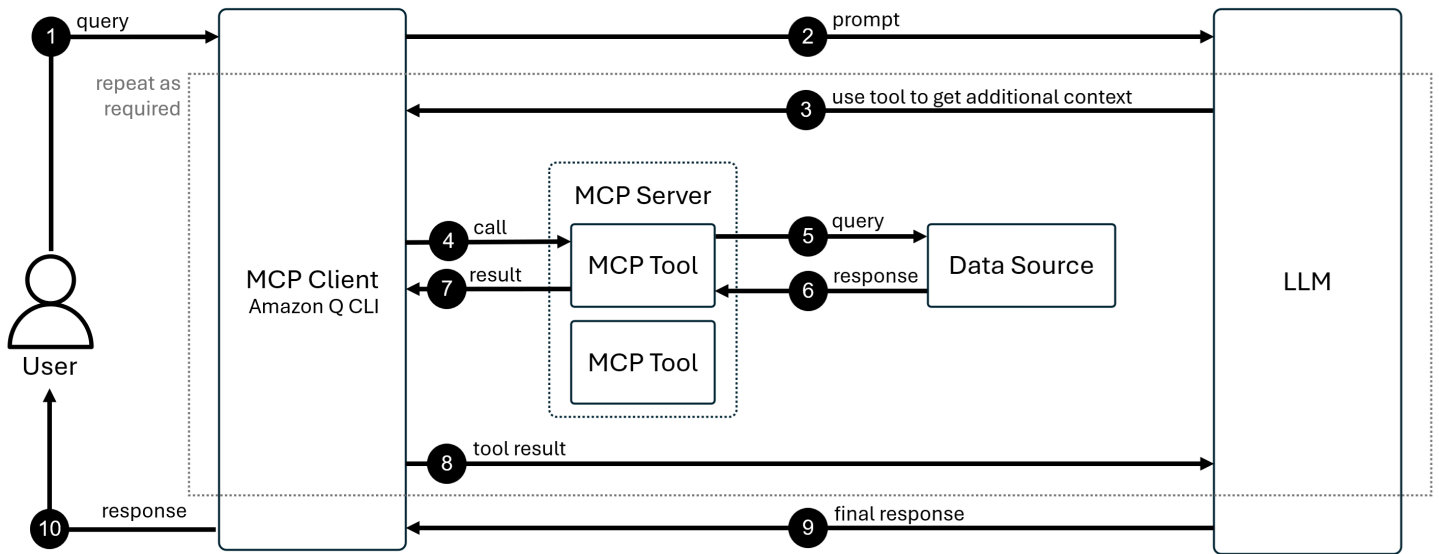 1 query
2 prompt
repeat as
required
3 use tool to get additional context
MCP Server
4 call
5 query
MCP Tool
Data Source
MCP Client
Amazon Q CLI
7 result
6 response
LLM
User
MCP Tool
8 tool result
10 response
9 final response